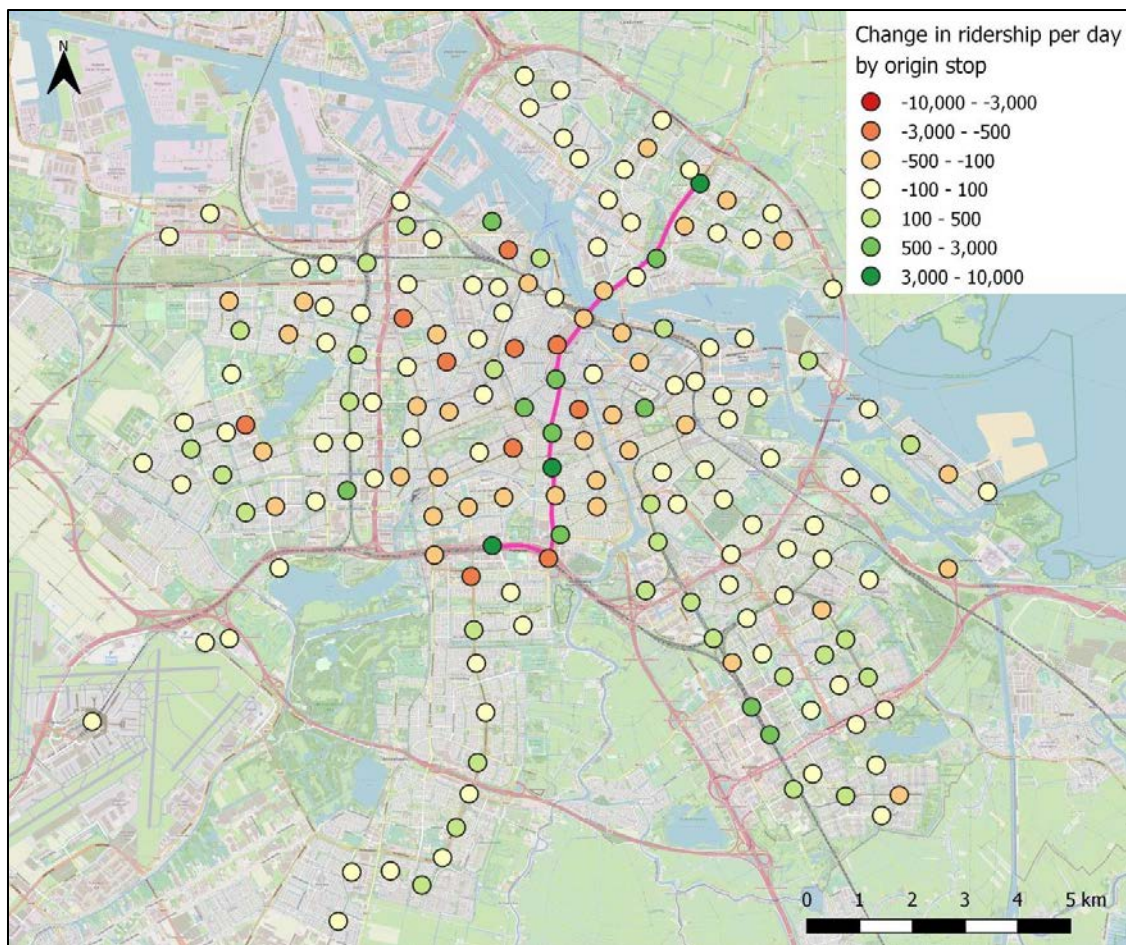 N
Change in ridership per day
by origin stop
-10,000 - -3,000
-3,000 - -500
-500 - -100
-100 - 100
100 - 500
500 - 3,000
3,000 - 10,000
0 1 2 3 4 5 km